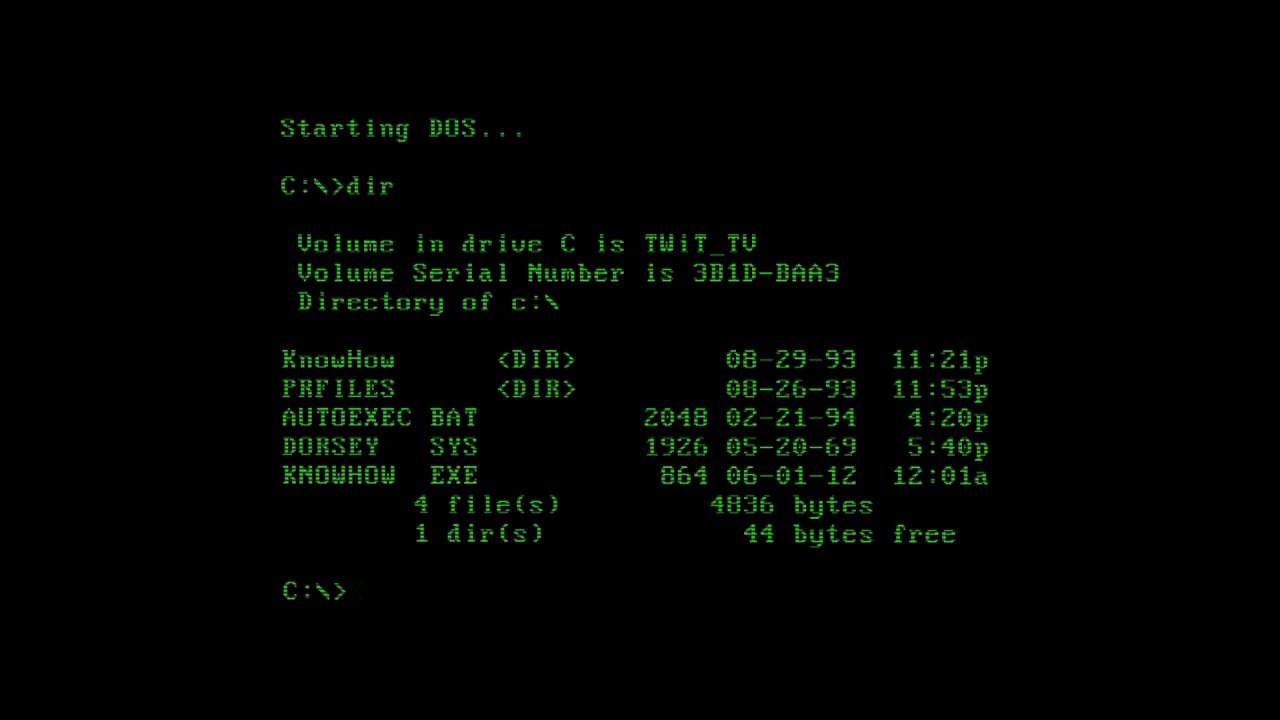 Starting DOS...
C:\>dir
Volume in drive C is TWiT_TV
Volume Serial Number is 3B1D-BAA3
Directory of c:\
KnowHow <DIR> 08-29-93 11:21p
PRFILES <DIR> 08-26-93 11:53p
AUTOEXEC BAT 2048 02-21-94 4:20p
DORSEY SYS 1926 05-20-69 5:40p
KNOWHOW EXE 864 06-01-12 12:01a
4 file(s) 4836 bytes
1 dir(s) 44 bytes free
C:\>